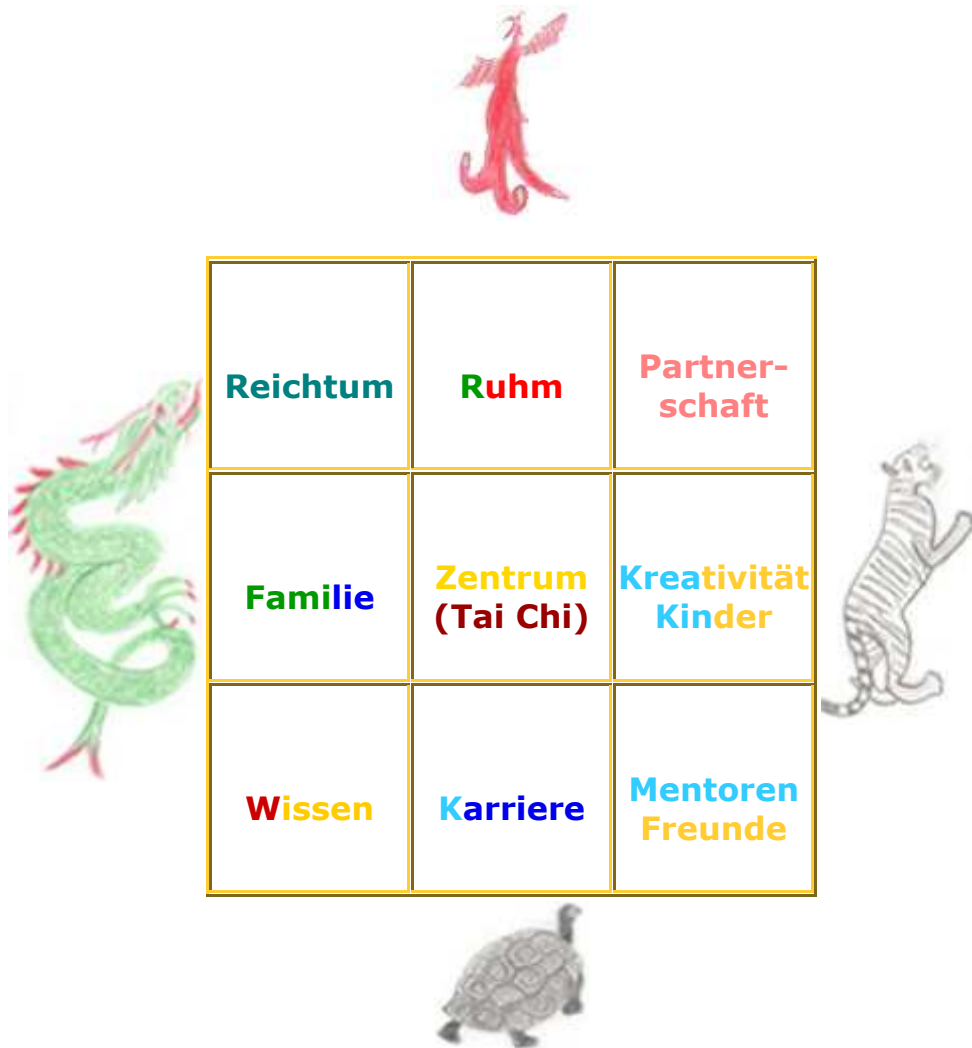 Reichtum
Ruhm
Partner-
schaft
Familie
Zentrum
(Tai Chi)
Kreativität
Kinder
Wissen
Karriere
Mentoren
Freunde